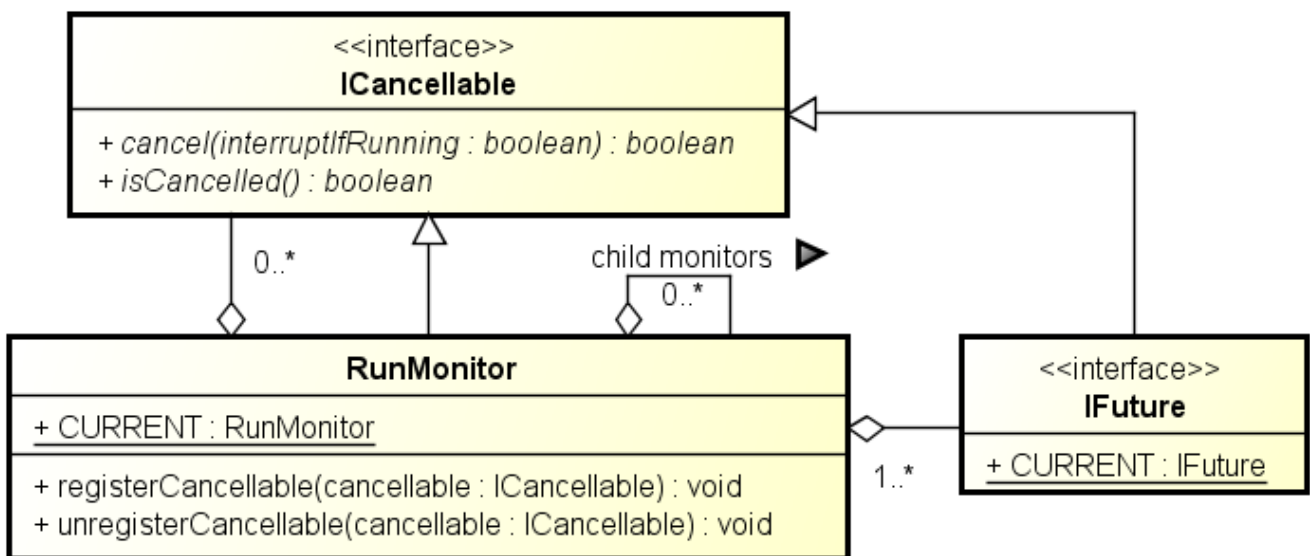 <<interface>>
ICancellable
+ cancel(interruptIfRunning : boolean) : boolean
+ isCancelled() : boolean
0..*
child monitors
0..*
RunMonitor
+ CURRENT : RunMonitor
+ registerCancellable(cancellable : ICancellable) : void
+ unregisterCancellable(cancellable : ICancellable) : void
1..*
<<interface>>
IFuture
+ CURRENT : IFuture